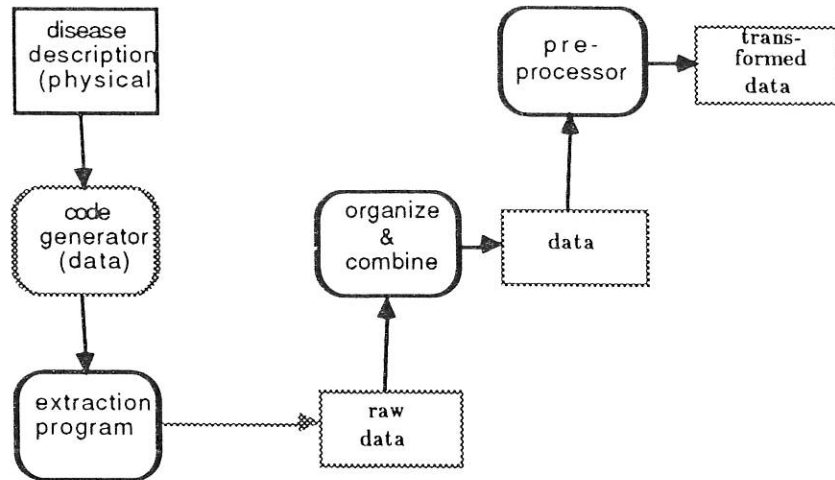 disease
description
(physical)
code
generator
(data)
extraction
program
raw
data
organize
&
combine
data
pre-
processor
trans-
formed
data